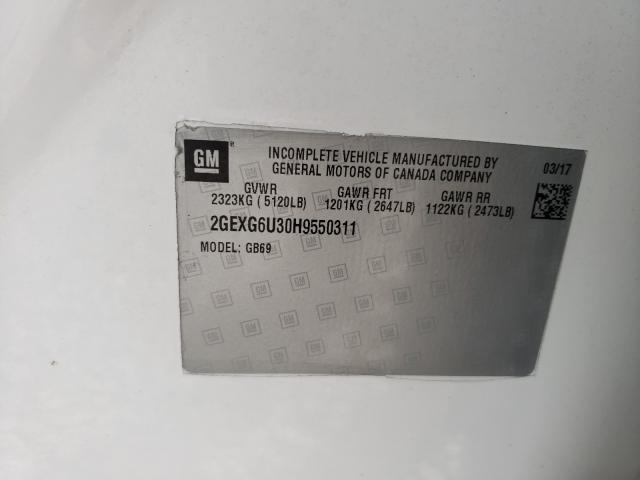 GM
INCOMPLETE VEHICLE MANUFACTURED BY
GENERAL MOTORS OF CANADA COMPANY
03/17
GVWR GAWR FRT GAWR RR
2323KG ( 5120LB) 1201KG ( 2647LB) 1122KG ( 2473LB)
2GEXG6U30H9550311
MODEL: GB69